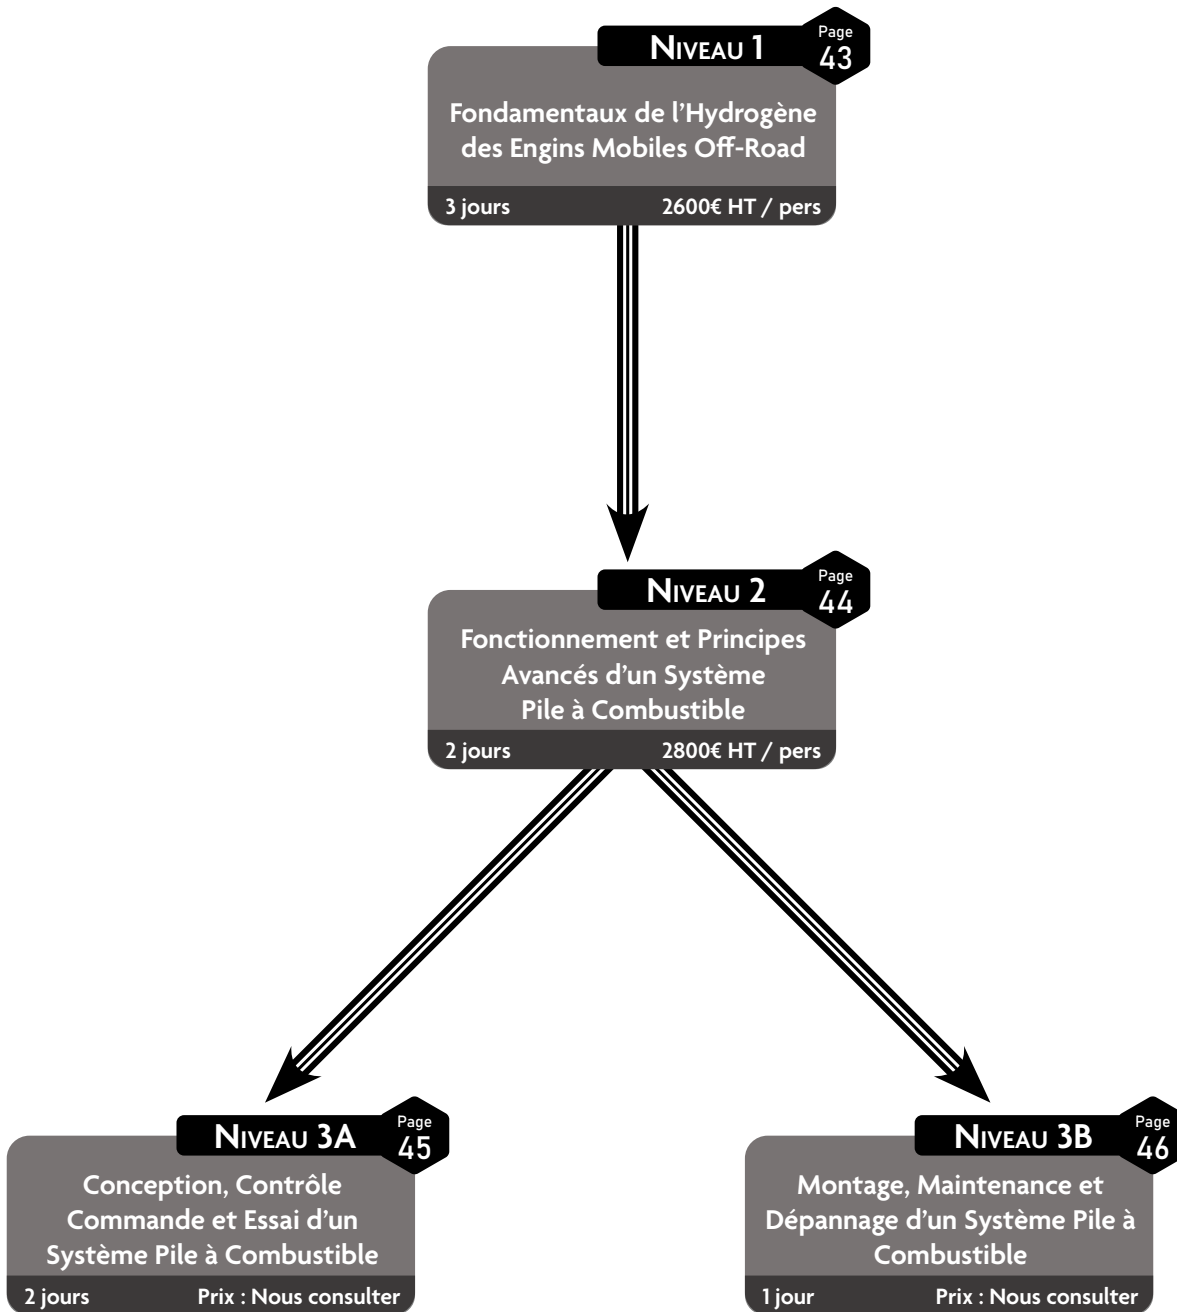 NIVEAU 1
Page
43
Fondamentaux de l'Hydrogène
des Engins Mobiles Off-Road
3 jours 2600€ HT / pers
NIVEAU 2
Page
44
Fonctionnement et Principes
Avancés d'un Système
Pile à Combustible
2 jours 2800€ HT / pers
NIVEAU 3A
Page
45
Conception, Contrôle
Commande et Essai d'un
Système Pile à Combustible
2 jours Prix : Nous consulter
NIVEAU 3B
Page
46
Montage, Maintenance et
Dépannage d'un Système Pile à
Combustible
1 jour Prix : Nous consulter